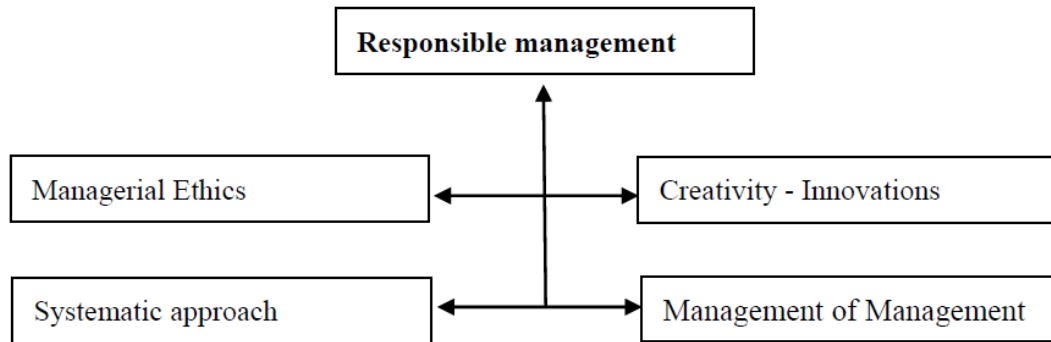 Responsible management
Managerial Ethics
Creativity - Innovations
Systematic approach
Management of Management